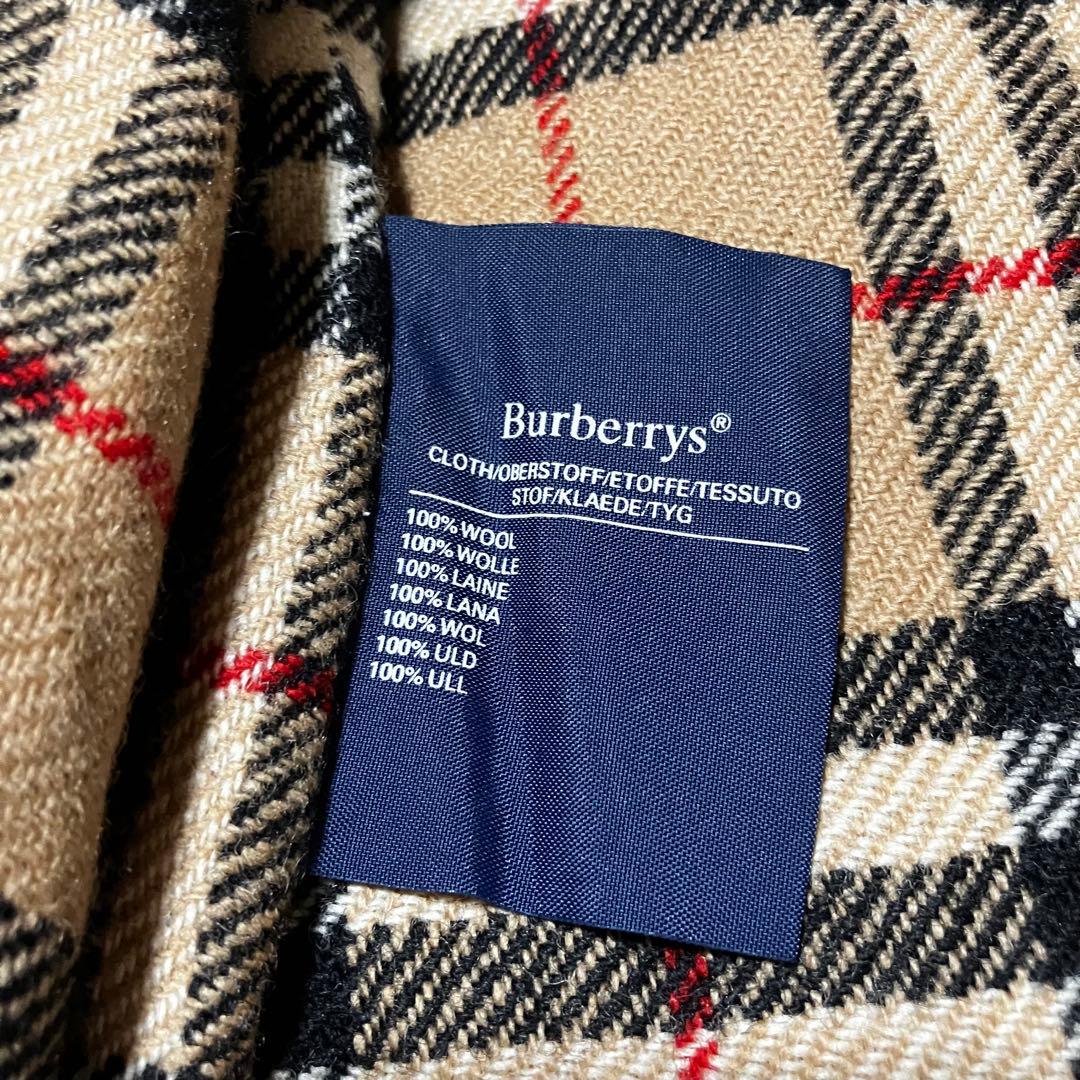 Burberrys®
CLOTH/OBERSTOFF/ETOFFE/TESSUTO
STOF/KLAEDE/TYG
100% WOOL
100% WOLLE
100% LAINE
100% LANA
100% WOL
100% ULD
100% ULL